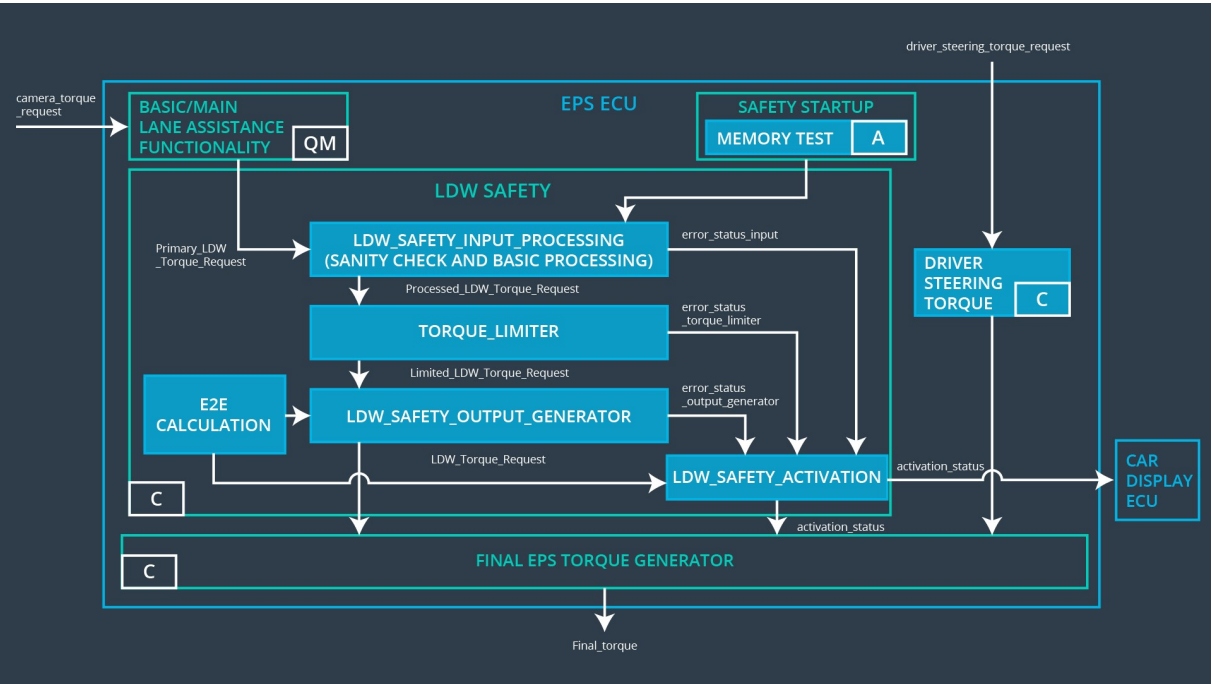 driver_steering_torque_request
camera_torque
_request
BASIC/MAIN
LANE ASSISTANCE
FUNCTIONALITY
QM
EPS ECU
SAFETY STARTUP
MEMORY TEST
A
LDW SAFETY
Primary_LDW
_Torque_Request
LDW_SAFETY_INPUT_PROCESSING
(SANITY CHECK AND BASIC PROCESSING)
error_status_input
DRIVER
STEERING
TORQUE
C
Processed_LDW_Torque_Request
TORQUE_LIMITER
error_status
_torque_limiter
Limited_LDW_Torque_Request
E2E
CALCULATION
LDW_SAFETY_OUTPUT_GENERATOR
error_status
_output_generator
LDW_Torque_Request
LDW_SAFETY_ACTIVATION
activation_status
CAR
DISPLAY
ECU
C
activation_status
C
FINAL EPS TORQUE GENERATOR
Final_torque